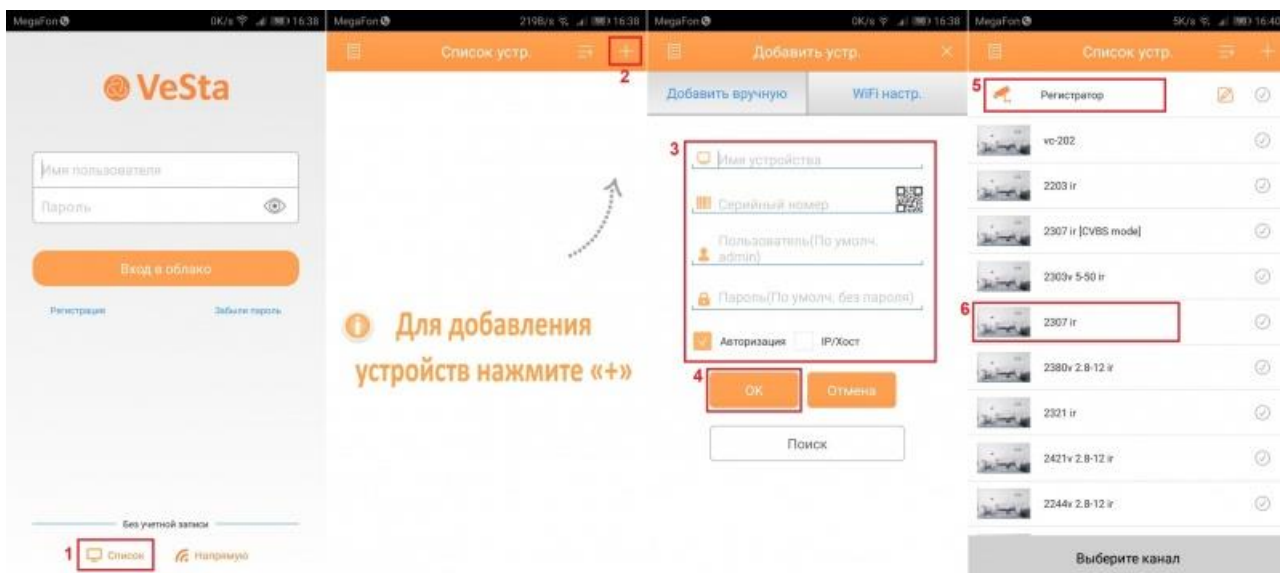 MegaFon 0K/s 16:38
VeSta
Имя пользователя
Пароль
Вход в облако
Регистрация Забыли пароль
Без учетной записи
1 Список Напрямую
MegaFon 219B/s 16:38
Список устр.
2
Для добавления
устройств нажмите «+»
MegaFon 0K/s 16:38
Добавить устр.
Добавить вручную WiFi настр.
3 Имя устройства
Серийный номер
Пользователь(По умолч.
admin)
Пароль(По умолч. без пароля)
Авторизация IP/Хост
4 OK Отмена
Поиск
MegaFon 5K/s 16:40
Список устр.
5 Регистратор
vc-202
2203 ir
2307 ir [CVBS mode]
2303v 5-50 ir
6 2307 ir
2380v 2.8-12 ir
2321 ir
2421v 2.8-12 ir
2244v 2.8-12 ir
Выберите канал